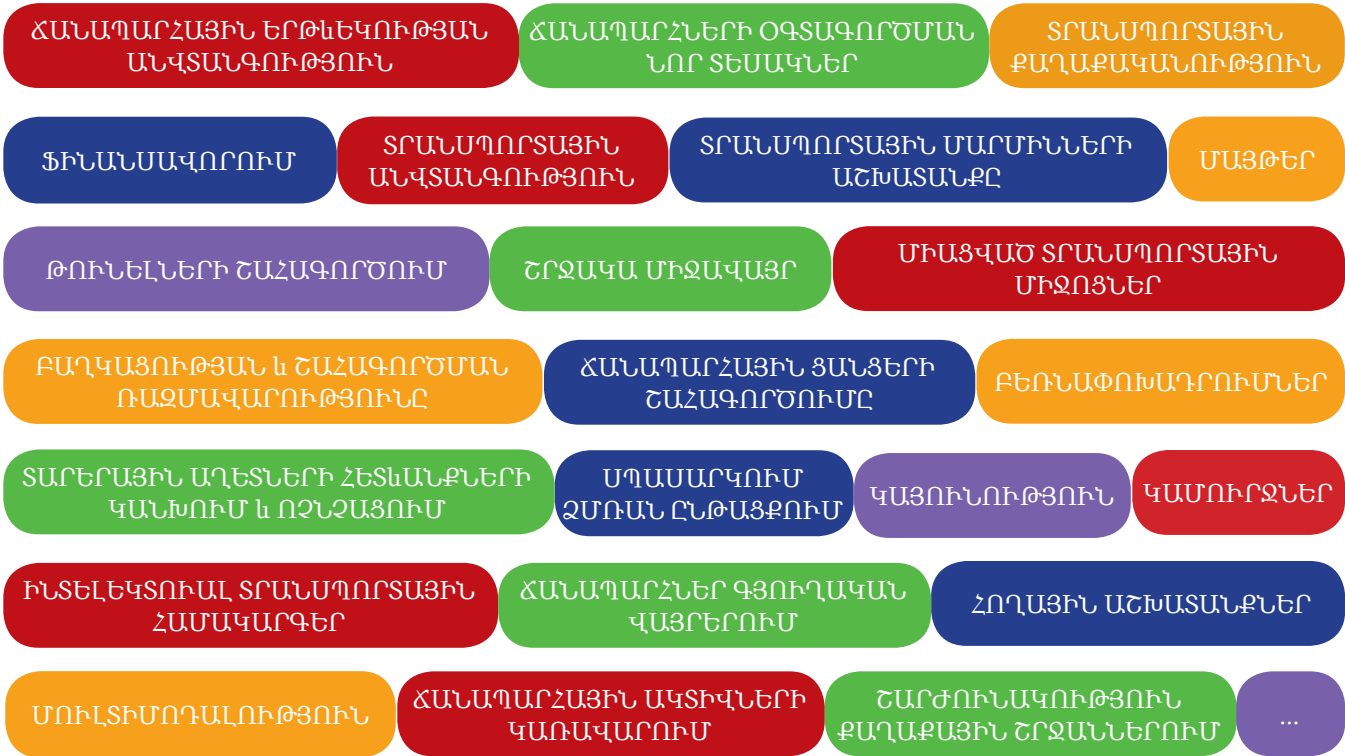 ՃԱՆԱՊԱՐՀԱՅԻՆ ԵՐԹևԵԿՈՒԹՅԱՆ
ԱՆՎՏԱՆԳՈՒԹՅՈՒՆ
ՃԱՆԱՊԱՐՀՆԵՐԻ ՕԳՏԱԳՈՐԾՄԱՆ
ՆՈՐ ՏԵՍԱԿՆԵՐ
ՏՐԱՆՍՊՈՐՏԱՅԻՆ
ՔԱՂԱՔԱԿԱՆՈՒԹՅՈՒՆ
ՖԻՆԱՆՍԱՎՈՐՈՒՄ
ՏՐԱՆՍՊՈՐՏԱՅԻՆ
ԱՆՎՏԱՆԳՈՒԹՅՈՒՆ
ՏՐԱՆՍՊՈՐՏԱՅԻՆ ՄԱՐՄԻՆՆԵՐԻ
ԱՇԽԱՏԱՆՔԸ
ՄԱՅԹԵՐ
ԹՈՒՆԵԼՆԵՐԻ ՇԱՀԱԳՈՐԾՈՒՄ
ՇՐՋԱԿԱ ՄԻՋԱՎԱՅՐ
ՄԻԱՑՎԱԾ ՏՐԱՆՍՊՈՐՏԱՅԻՆ
ՄԻՋՈՑՆԵՐ
ԲԱՂԿԱՑՈՒԹՅԱՆ և ՇԱՀԱԳՈՐԾՄԱՆ
ՌԱԶՄԱՎԱՐՈՒԹՅՈՒՆԸ
ՃԱՆԱՊԱՐՀԱՅԻՆ ՑԱՆՑԵՐԻ
ՇԱՀԱԳՈՐԾՈՒՄԸ
ԲԵՌՆԱՓՈԽԱԴՐՈՒՄՆԵՐ
ՏԱՐԵՐԱՅԻՆ ԱՂԵՏՆԵՐԻ ՀԵՏևԱՆՔՆԵՐԻ
ԿԱՆԽՈՒՄ և ՈՉՆՉԱՑՈՒՄ
ՍՊԱՍԱՐԿՈՒՄ
ՁՄՌԱՆ ԸՆԹԱՑՔՈՒՄ
ԿԱՅՈՒՆՈՒԹՅՈՒՆ
ԿԱՄՈՒՐՋՆԵՐ
ԻՆՏԵԼԵԿՏՈՒԱԼ ՏՐԱՆՍՊՈՐՏԱՅԻՆ
ՀԱՄԱԿԱՐԳԵՐ
ՃԱՆԱՊԱՐՀՆԵՐ ԳՅՈՒՂԱԿԱՆ
ՎԱՅՐԵՐՈՒՄ
ՀՈՂԱՅԻՆ ԱՇԽԱՏԱՆՔՆԵՐ
ՄՈՒԼՏԻՄՈԴԱԼՈՒԹՅՈՒՆ
ՃԱՆԱՊԱՐՀԱՅԻՆ ԱԿՏԻՎՆԵՐԻ
ԿԱՌԱՎԱՐՈՒՄ
ՇԱՐԺՈՒՆԱԿՈՒԹՅՈՒՆ
ՔԱՂԱՔԱՅԻՆ ՇՐՋԱՆՆԵՐՈՒՄ
...